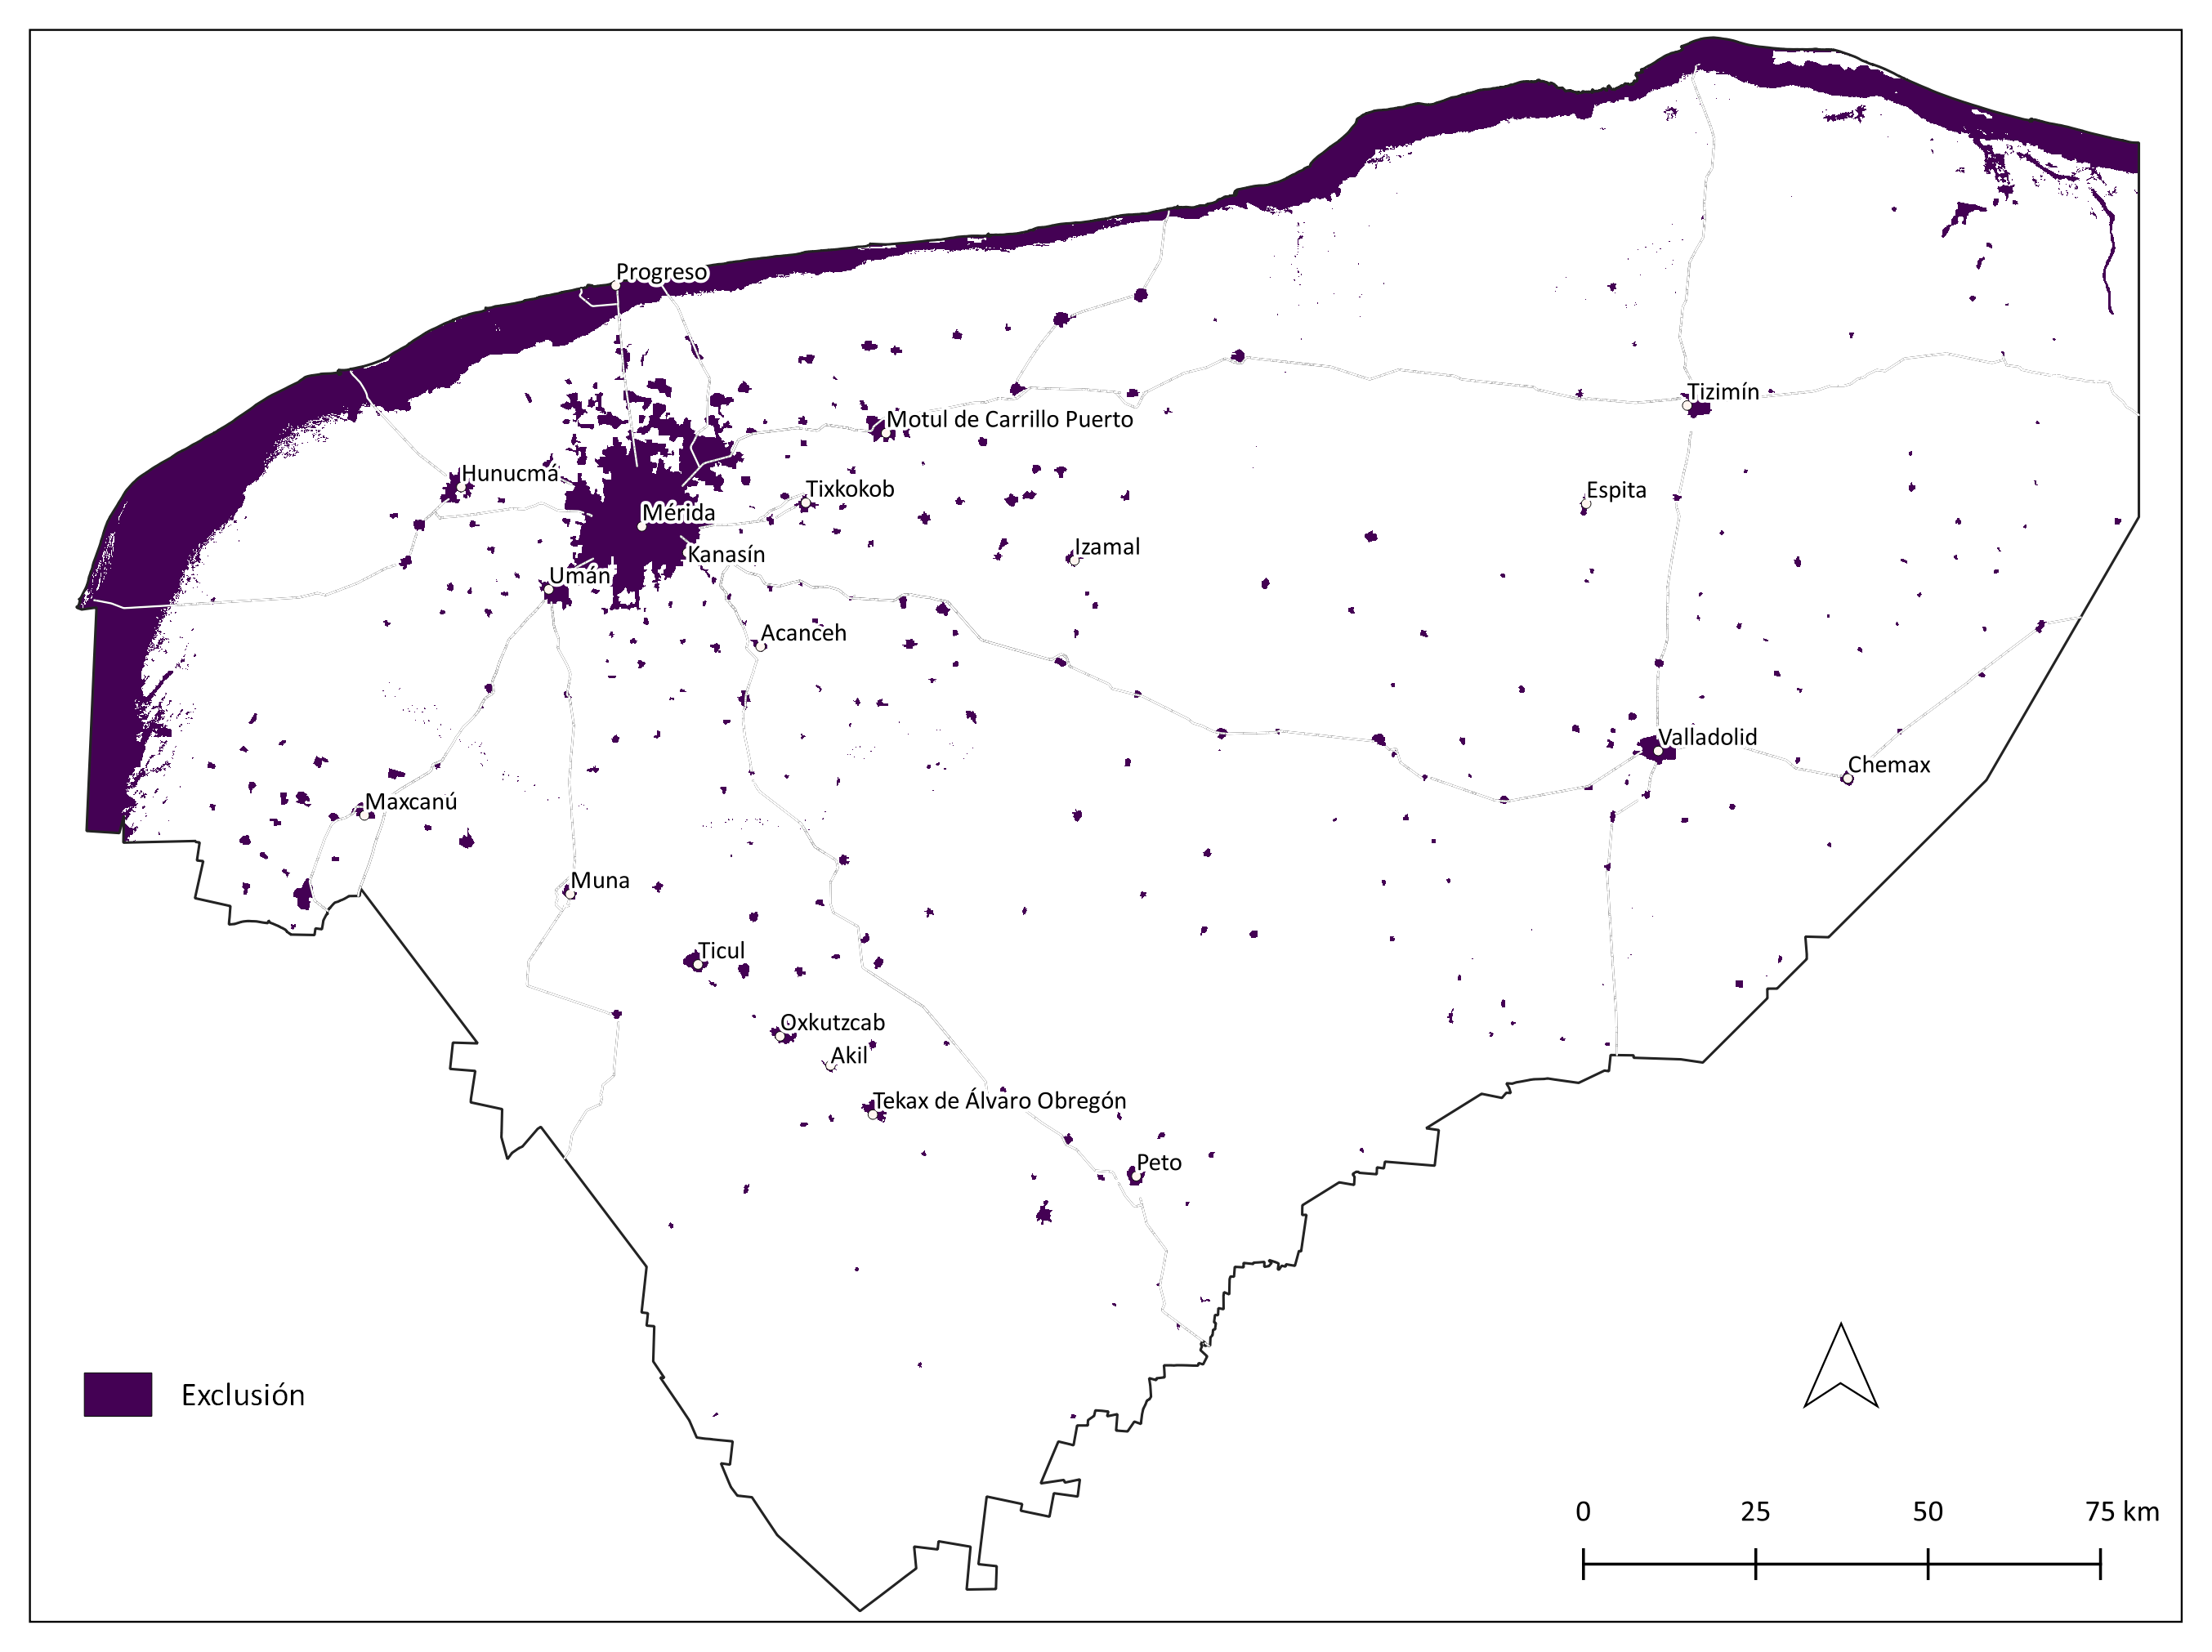 Progreso
Tizimín
Motul de Carrillo Puerto
Hunucmá
Tixkokob
Espita
Mérida
Izamal
Kanasín
Umán
Acanceh
Valladolid
Chemax
Maxcanú
Muna
Ticul
Oxkutzcab
Akil
Tekax de Álvaro Obregón
Peto
Exclusión
0 25 50 75 km